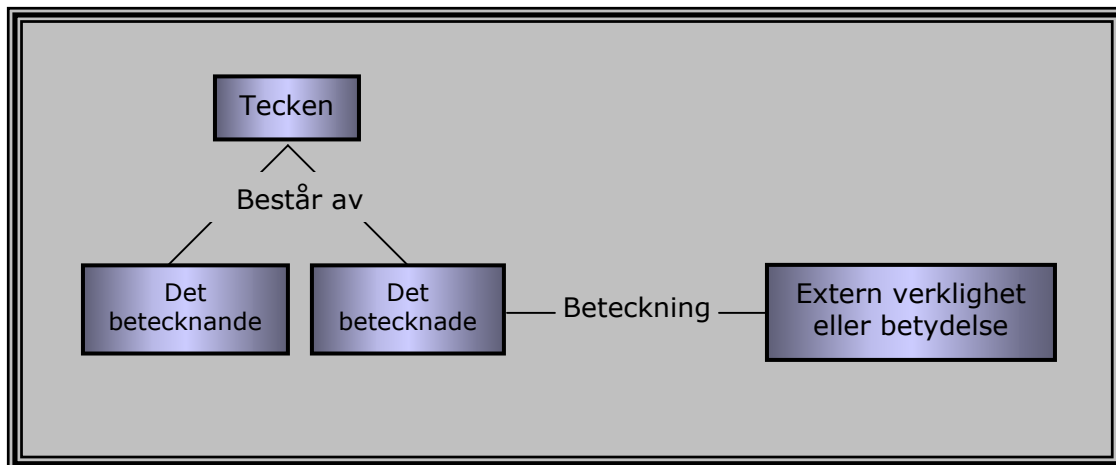 Tecken
Består av
Det
betecknande
Det
betecknade
Beteckning
Extern verklighet
eller betydelse